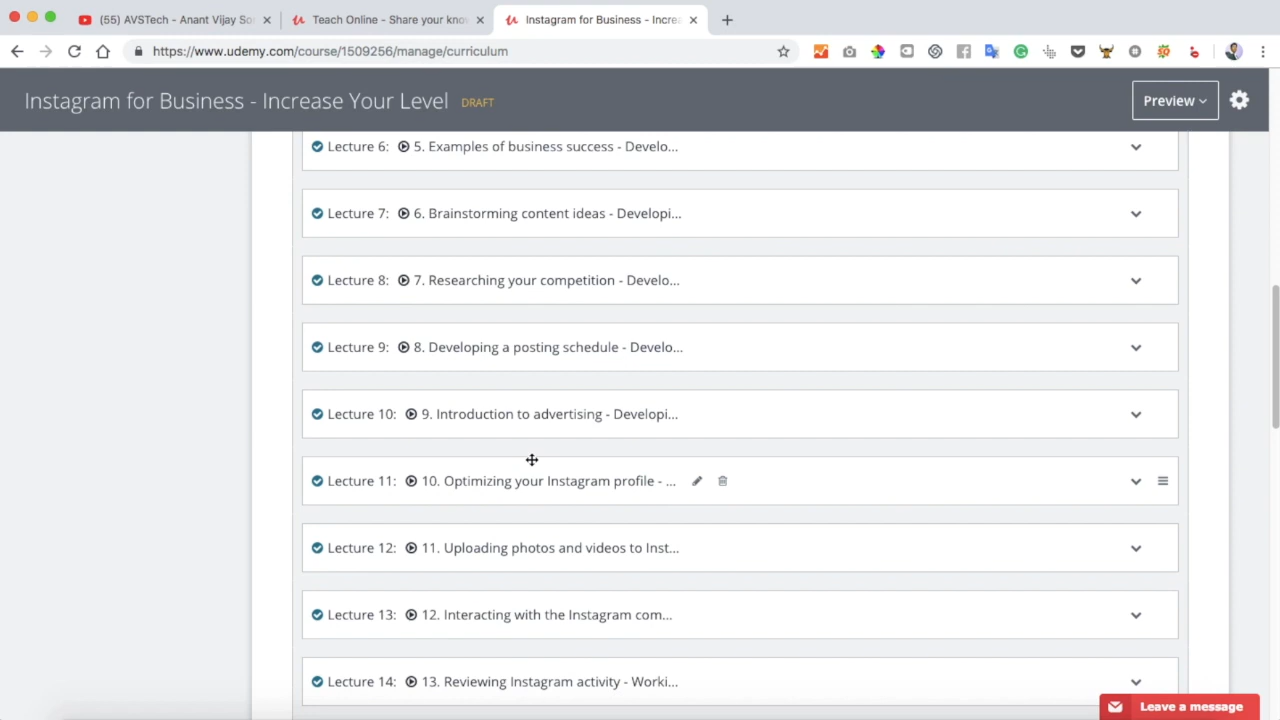 (55) AVSTech - Anant Vijay So
Teach Online - Share your kno
Instagram for Business - Incre
https://www.udemy.com/course/1509256/manage/curriculum
Instagram for Business - Increase Your Level DRAFT
Preview
Lecture 6: 5. Examples of business success - Develo...
Lecture 7: 6. Brainstorming content ideas - Developi...
Lecture 8: 7. Researching your competition - Develo...
Lecture 9: 8. Developing a posting schedule - Develo...
Lecture 10: 9. Introduction to advertising - Developi...
Lecture 11: 10. Optimizing your Instagram profile - ...
Lecture 12: 11. Uploading photos and videos to Inst...
Lecture 13: 12. Interacting with the Instagram com...
Lecture 14: 13. Reviewing Instagram activity - Worki...
Leave a message